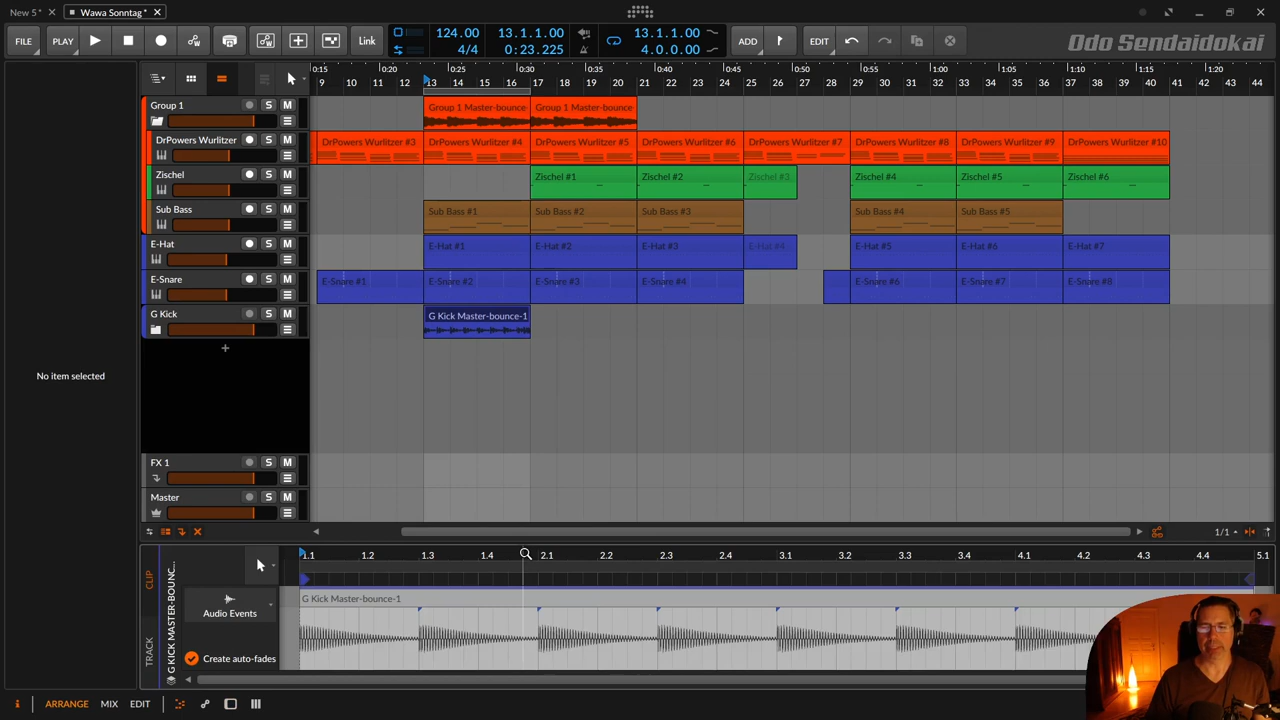 New 5*
Wawa Sonntag*
FILE PLAY Link ADD EDIT
124.00
4/4
13.1.1.00
0:23.225
13.1.1.00
4.0.0.00
Odo Sendaidokai
0:15 0:20 0:25 0:30 0:35 0:40 0:45 0:50 0:55 1:00 1:05 1:10 1:15 1:20
9 10 11 12 13 14 15 16 17 18 19 20 21 22 23 24 25 26 27 28 29 30 31 32 33 34 35 36 37 38 39 40 41 42 43 44
Group 1 S M
Group 1 Master-bounce Group 1 Master-bounce
DrPowers Wurlitzer S M
DrPowers Wurlitzer #3 DrPowers Wurlitzer #4 DrPowers Wurlitzer #5 DrPowers Wurlitzer #6 DrPowers Wurlitzer #7 DrPowers Wurlitzer #8 DrPowers Wurlitzer #9 DrPowers Wurlitzer #10
Zischel S M
Zischel #1 Zischel #2 Zischel #3 Zischel #4 Zischel #5 Zischel #6
Sub Bass S M
Sub Bass #1 Sub Bass #2 Sub Bass #3 Sub Bass #4 Sub Bass #5
E-Hat S M
E-Hat #1 E-Hat #2 E-Hat #3 E-Hat #4 E-Hat #5 E-Hat #6 E-Hat #7
E-Snare S M
E-Snare #1 E-Snare #2 E-Snare #3 E-Snare #4 E-Snare #6 E-Snare #7 E-Snare #8
G Kick S M
G Kick Master-bounce-1
No item selected
FX 1 S M
Master S M
1/1
1.1 1.2 1.3 1.4 2.1 2.2 2.3 2.4 3.1 3.2 3.3 3.4 4.1 4.2 4.3 4.4 5.1
CLIP
TRACK
G KICK MASTER-BOUNC...
G Kick Master-bounce-1
Audio Events
Create auto-fades
ARRANGE MIX EDIT